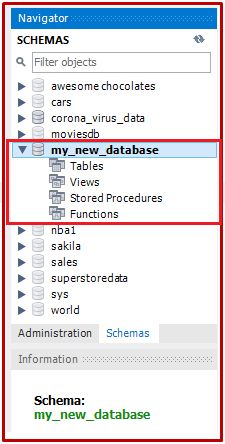 Navigator
SCHEMAS
Filter objects
awesome chocolates
cars
corona_virus_data
moviesdb
my_new_database
Tables
Views
Stored Procedures
Functions
nba1
sakila
sales
superstoredata
sys
world
Administration Schemas
Information
Schema:
my_new_database